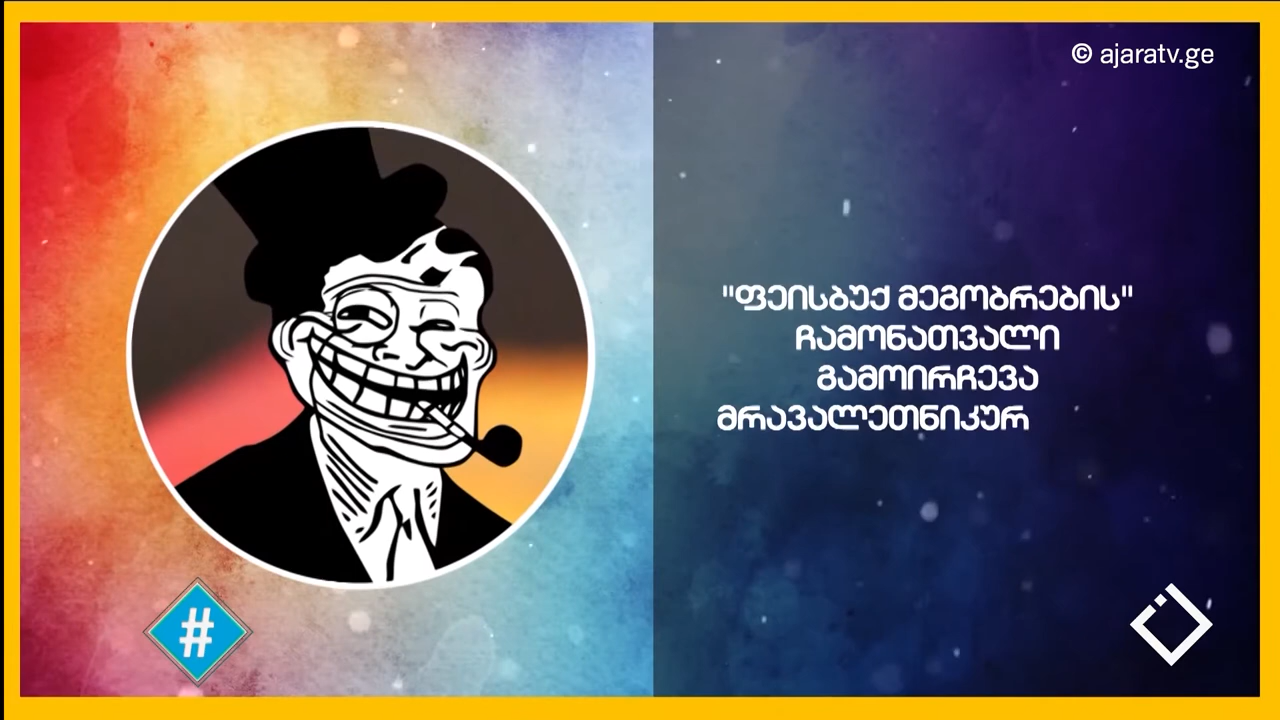 © ajaratv.ge
"ფეისბუქ მეგობრების"
ჩამონათვალი
გამოირჩევა
მრავალეთნიკურ
#